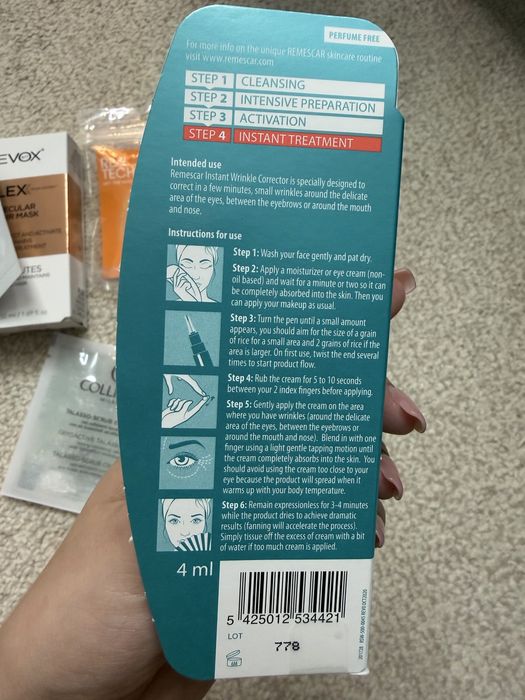 PERFUME FREE
For more info on the unique REMESCAR skincare routine
visit www.remescar.com
STEP 1 CLEANSING
STEP 2 INTENSIVE PREPARATION
STEP 3 ACTIVATION
STEP 4 INSTANT TREATMENT
Intended use
Remescar Instant Wrinkle Corrector is specially designed to
correct in a few minutes, small wrinkles around the delicate
area of the eyes, between the eyebrows or around the mouth
and nose.
Instructions for use
Step 1: Wash your face gently and pat dry.
Step 2: Apply a moisturizer or eye cream (non-
oil based) and wait for a minute or two so it can
be completely absorbed into the skin. Then you
can apply your makeup as usual.
Step 3: Turn the pen until a small amount
appears, you should aim for the size of a grain
of rice for a small area and 2 grains of rice if the
area is larger. On first use, twist the end several
times to start product flow.
Step 4: Rub the cream for 5 to 10 seconds
between your 2 index fingers before applying.
Step 5: Gently apply the cream on the area
where you have wrinkles (around the delicate
area of the eyes, between the eyebrows or
around the mouth and nose). Blend in with one
finger using a light gentle tapping motion until
the cream completely absorbs into the skin. You
should avoid using the cream too close to your
eye because the product will spread when it
warms up with your body temperature.
Step 6: Remain expressionless for 3-4 minutes
while the product dries to achieve dramatic
results (fanning will accelerate the process).
Simply tissue off the excess of cream with a bit
of water if too much cream is applied.
4 ml
5 425012 534421
LOT
778
6M
EVOX
LEX
MASK
UTES
TECH
COLL
TALASSO SCRUB